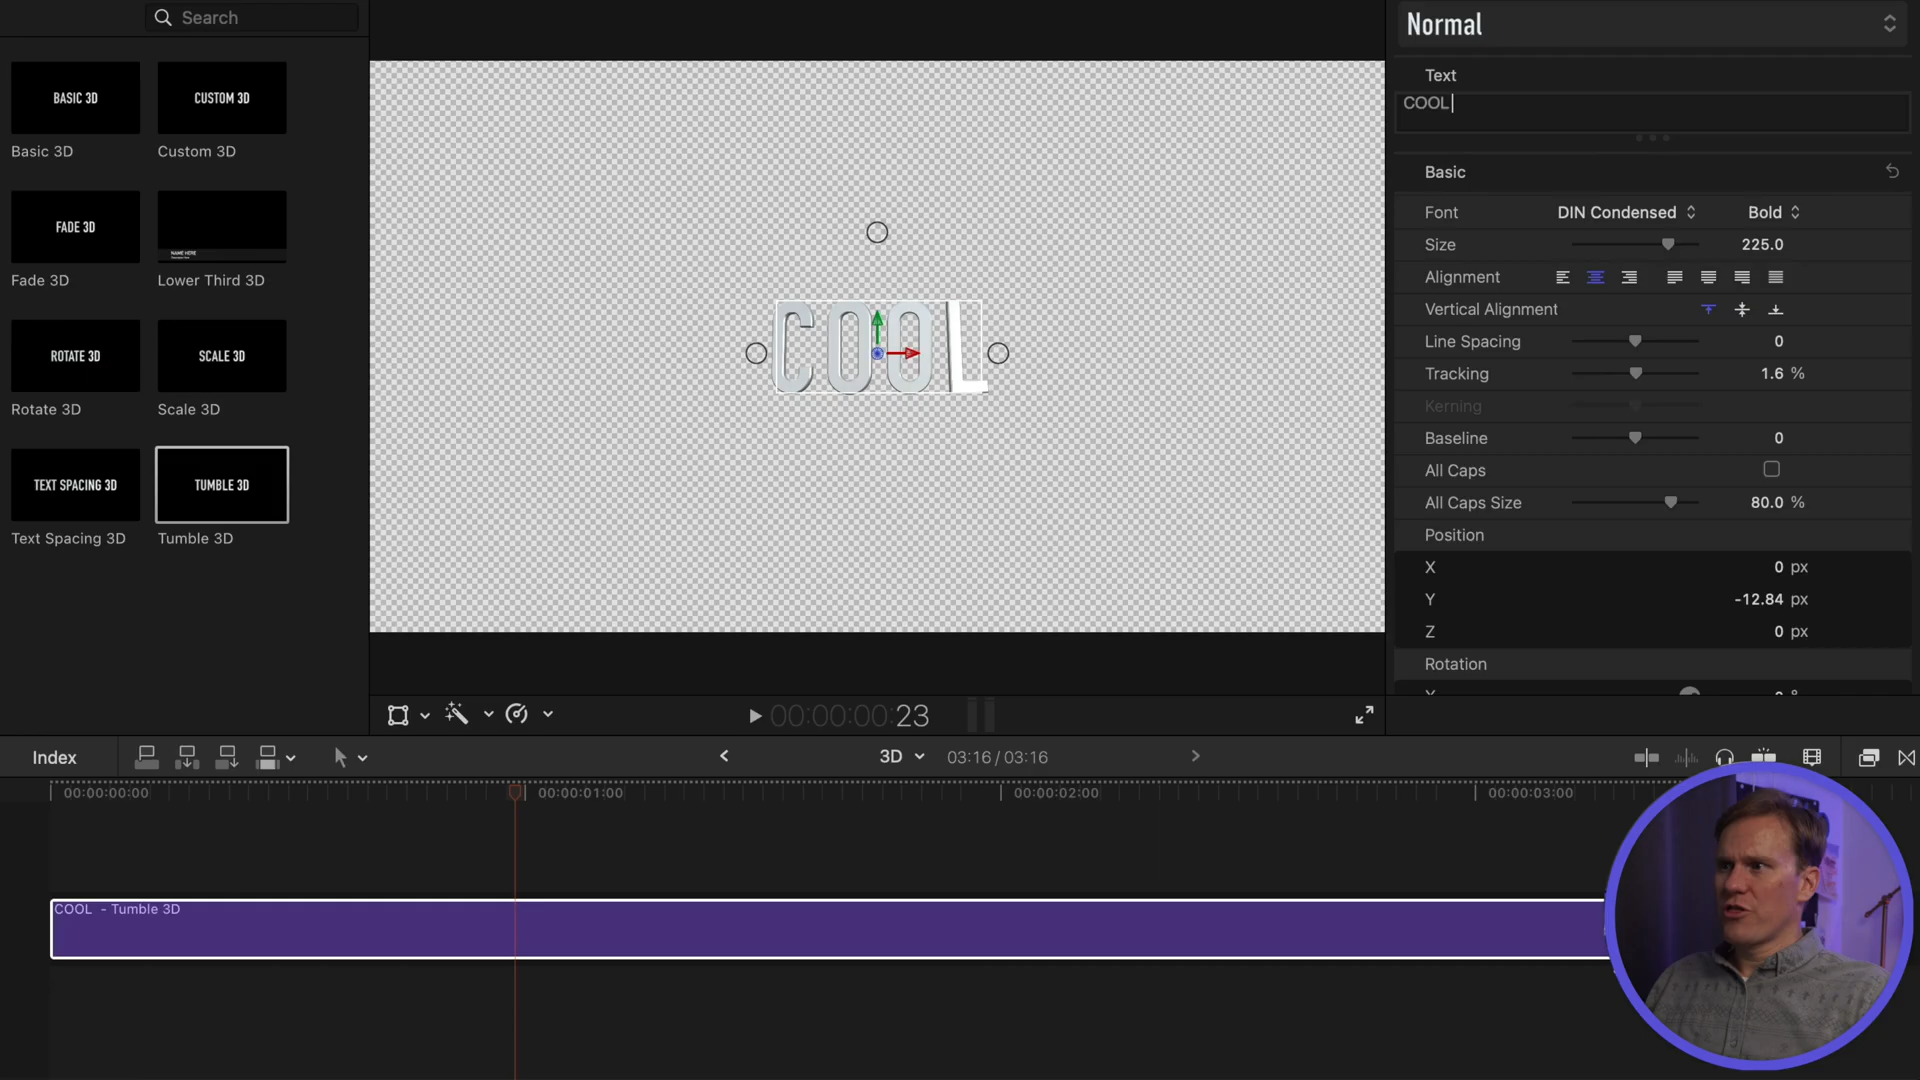 Search
BASIC 3D
Basic 3D
CUSTOM 3D
Custom 3D
FADE 3D
Fade 3D
NAME HERE
Lower Third 3D
ROTATE 3D
Rotate 3D
SCALE 3D
Scale 3D
TEXT SPACING 3D
Text Spacing 3D
TUMBLE 3D
Tumble 3D
COOL
00:00:00:23
Normal
Text
COOL
Basic
Font DIN Condensed Bold
Size 225.0
Alignment
Vertical Alignment
Line Spacing 0
Tracking 1.6 %
Kerning
Baseline 0
All Caps
All Caps Size 80.0 %
Position
X 0 px
Y -12.84 px
Z 0 px
Rotation
Index
3D
03:16 / 03:16
00:00:00:00
00:00:01:00
00:00:02:00
00:00:03:00
COOL - Tumble 3D